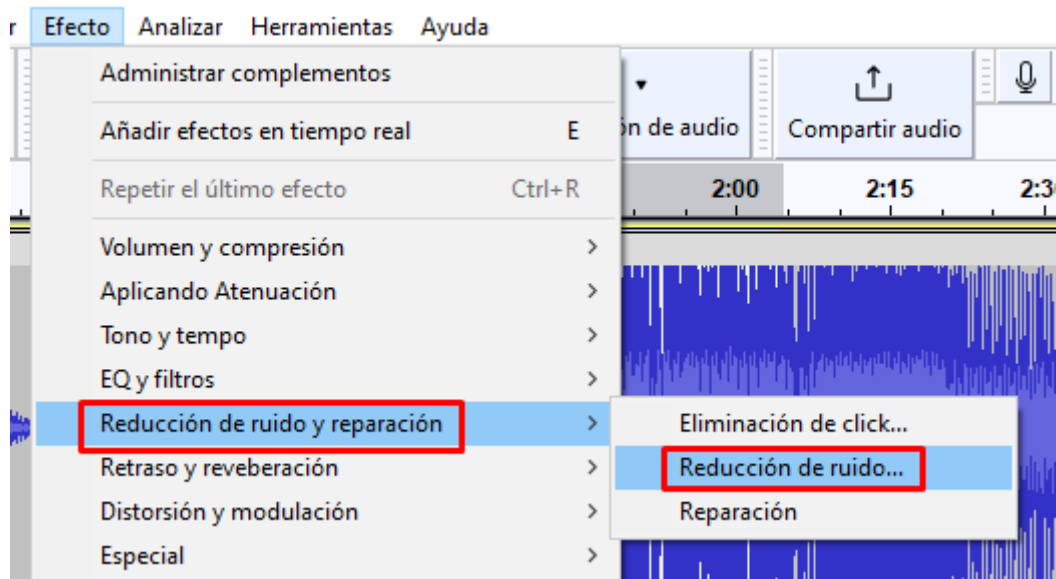 Efecto Analizar Herramientas Ayuda
Administrar complementos
Añadir efectos en tiempo real E
Repetir el último efecto Ctrl+R
Volumen y compresión
Aplicando Atenuación
Tono y tempo
EQ y filtros
Reducción de ruido y reparación
Retraso y reveberación
Distorsión y modulación
Especial
de audio
Compartir audio
2:00 2:15
Eliminación de click...
Reducción de ruido...
Reparación